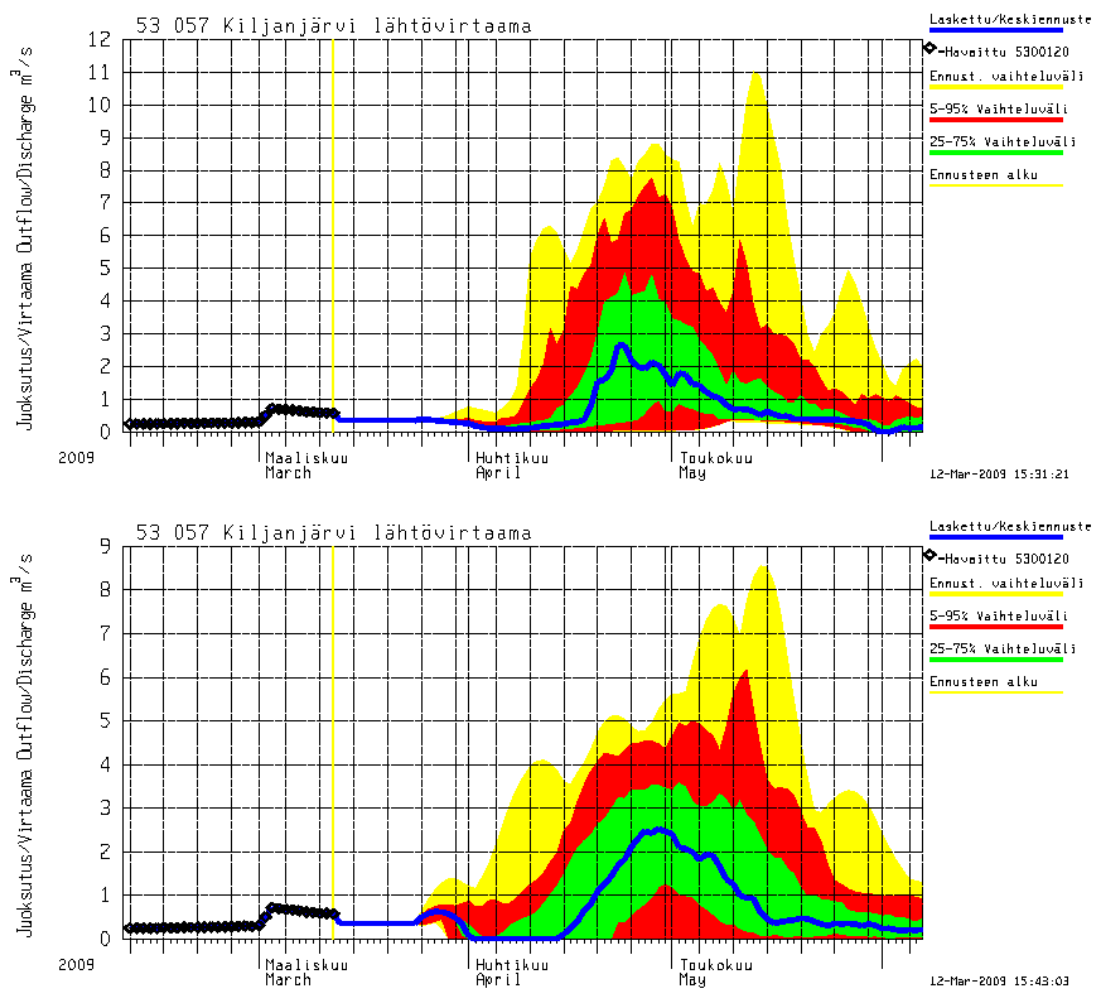 53 057 Kiljanjärvi lähtövirtaama
Laskettu/Keskiennuste
-Havaittu 5300120
Ennust. vaihteluväli
5-95% Vaihteluväli
25-75% Vaihteluväli
Ennusteen alku
Juoksutus/Virtaama Outflow/Discharge m³/s
12
11
10
9
8
7
6
5
4
3
2
1
0
2009
Maaliskuu
March
Huhtikuu
April
Toukokuu
May
12-Mar-2009 15:31:21
53 057 Kiljanjärvi lähtövirtaama
Laskettu/Keskiennuste
-Havaittu 5300120
Ennust. vaihteluväli
5-95% Vaihteluväli
25-75% Vaihteluväli
Ennusteen alku
Juoksutus/Virtaama Outflow/Discharge m³/s
9
8
7
6
5
4
3
2
1
0
2009
Maaliskuu
March
Huhtikuu
April
Toukokuu
May
12-Mar-2009 15:43:03